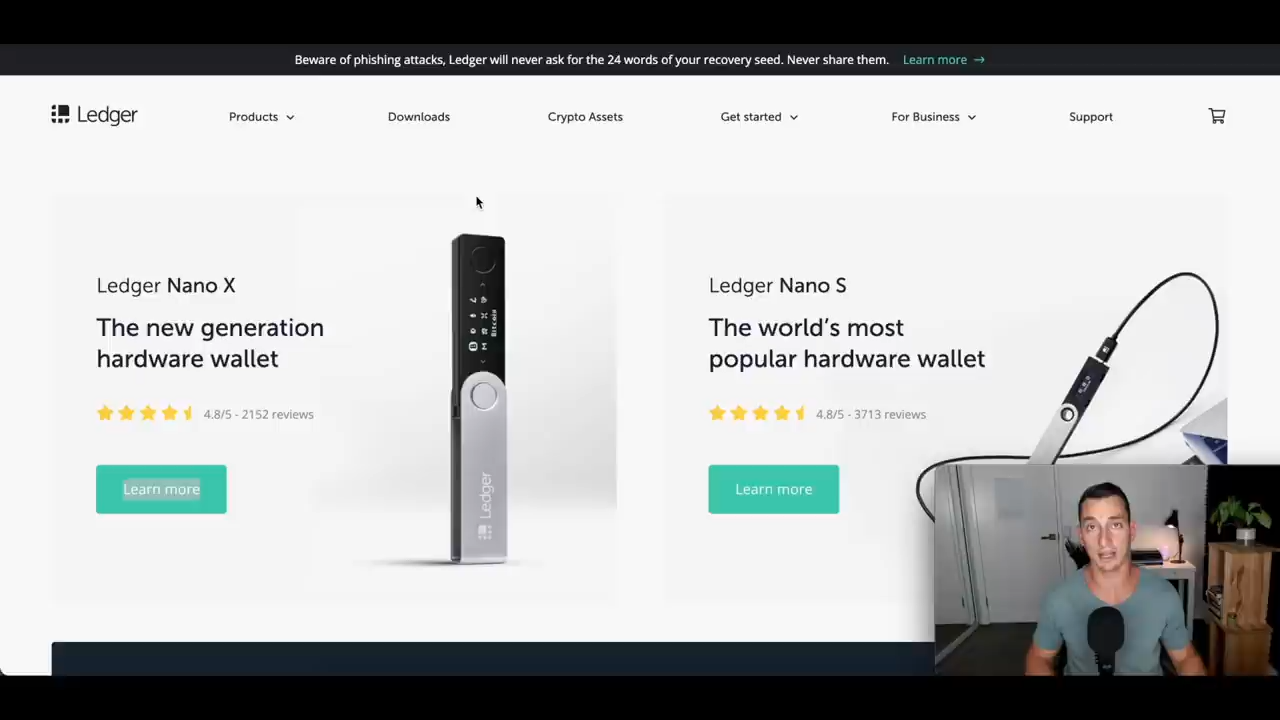 Beware of phishing attacks, Ledger will never ask for the 24 words of your recovery seed. Never share them. Learn more →
Ledger
Products
Downloads
Crypto Assets
Get started
For Business
Support
Ledger Nano X
The new generation
hardware wallet
4.8/5 - 2152 reviews
Learn more
Bitcoin
Ledger
Ledger Nano S
The world's most
popular hardware wallet
4.8/5 - 3713 reviews
Learn more